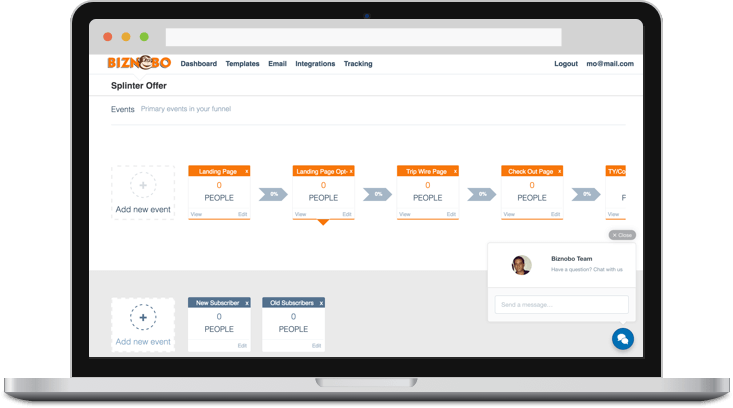 BIZNOBO Dashboard Templates Email Integrations Tracking Logout mo@mail.com
Splinter Offer
Events Primary events in your funnel
Landing Page x Landing Page Opt- x Trip Wire Page x Check Out Page x TY/Co
0 0 0 0
0% 0% 0% 0%
Add new event PEOPLE PEOPLE PEOPLE PEOPLE P
View Edit View Edit View Edit View Edit View
× Close
Biznobo Team
Have a question? Chat with us
Send a message...
New Subscriber x Old Subscribers x
0 0
PEOPLE PEOPLE
Add new event Edit Edit